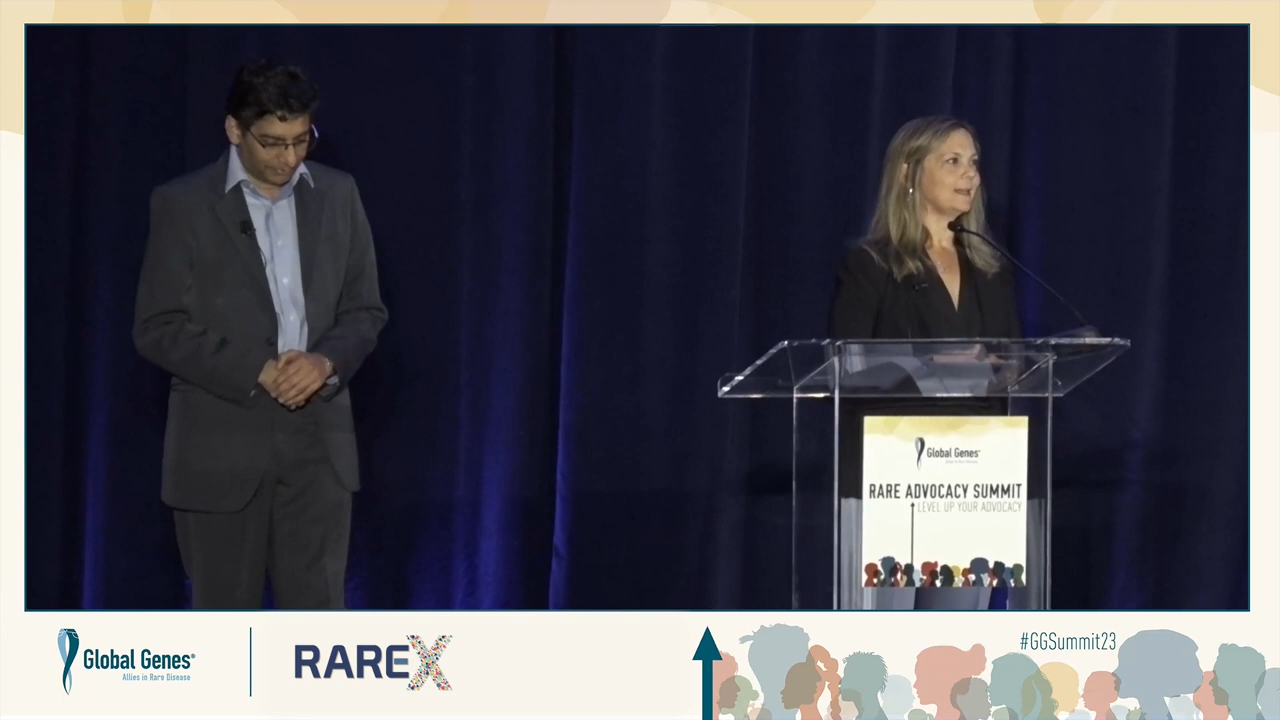 Global Genes®
RARE ADVOCACY SUMMIT
LEVEL UP YOUR ADVOCACY
Global Genes®
Allies in Rare Disease
RAREX
#GGSummit23